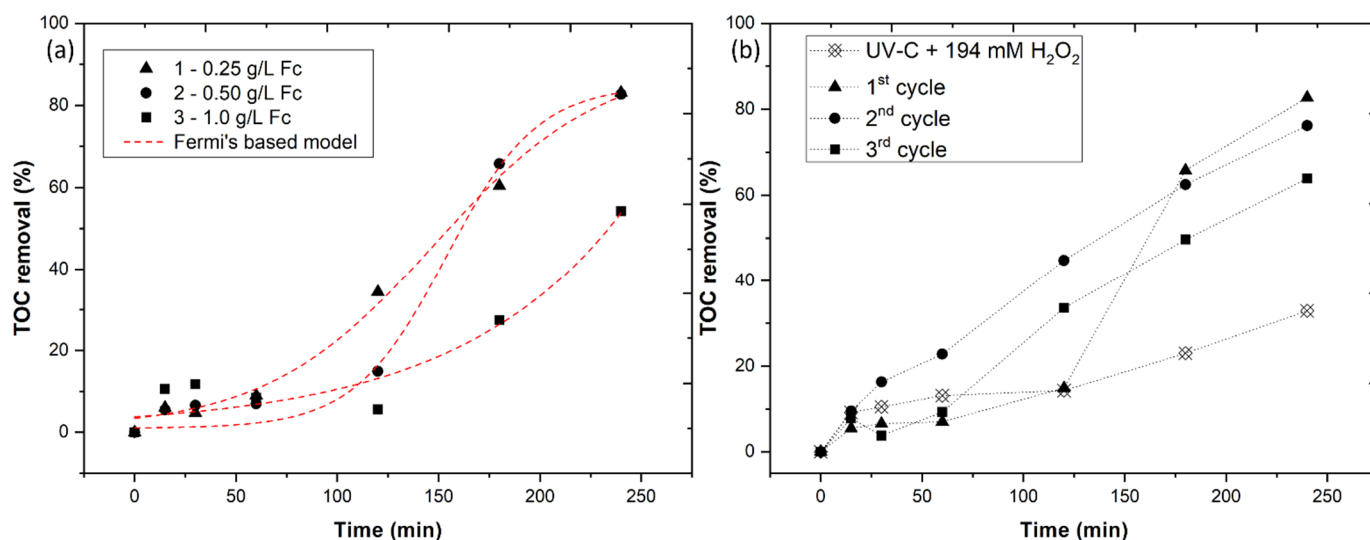 (a)
1 - 0.25 g/L Fc
2 - 0.50 g/L Fc
3 - 1.0 g/L Fc
Fermi's based model
TOC removal (%)
100
80
60
40
20
0
0 50 100 150 200 250
Time (min)
(b)
UV-C + 194 mM H₂O₂
1st cycle
2nd cycle
3rd cycle
TOC removal (%)
100
80
60
40
20
0
0 50 100 150 200 250
Time (min)